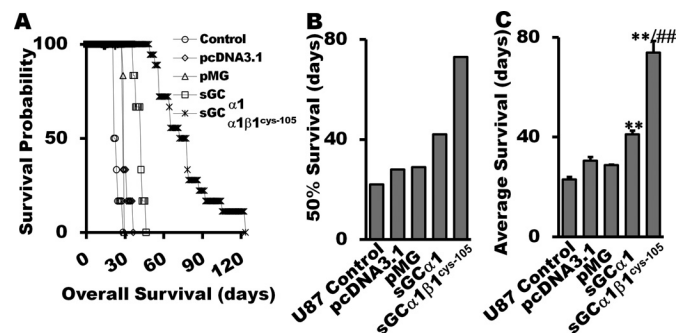 A
Survival Probability
100
50
0
0 30 60 90 120
Overall Survival (days)
Control
pcDNA3.1
pMG
sGC α1
sGC α1β1cys-105
B
50% Survival (days)
80
40
0
U87 Control
pcDNA3.1
pMG
sGCα1
sGCα1β1cys-105
C
Average Survival (days)
80
40
0
**
**/##
U87 Control
pcDNA3.1
pMG
sGCα1
sGCα1β1cys-105